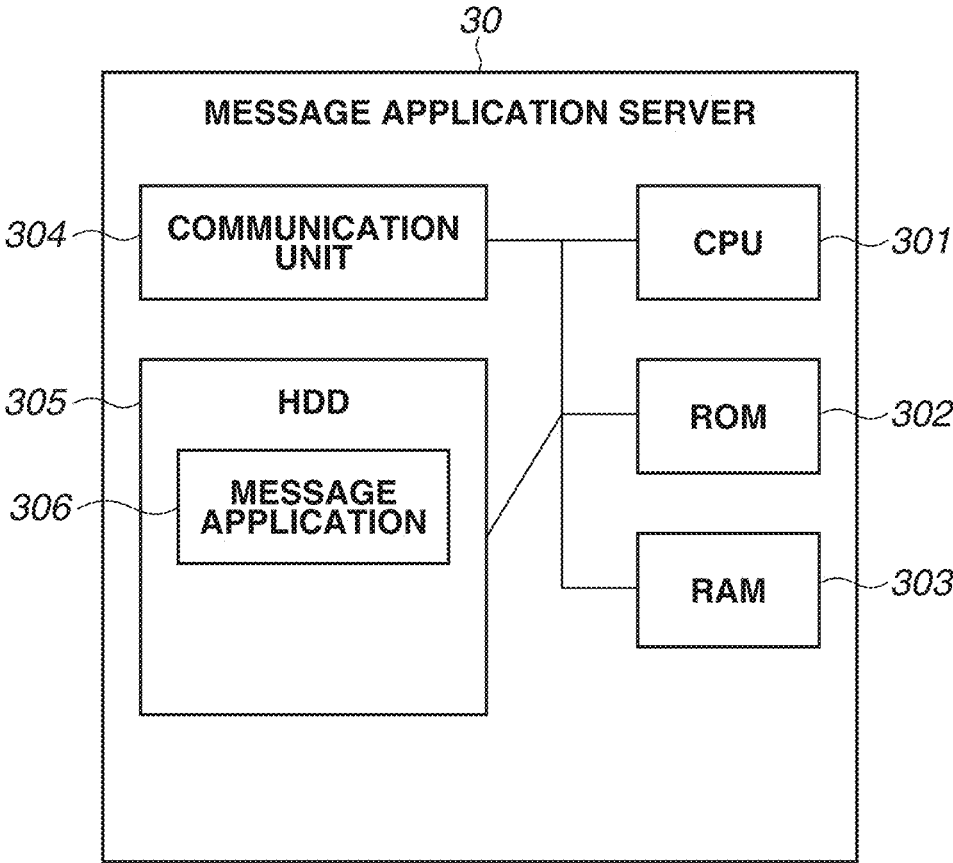 30
MESSAGE APPLICATION SERVER
304
COMMUNICATION
UNIT
CPU
301
305
HDD
ROM
302
306
MESSAGE
APPLICATION
RAM
303